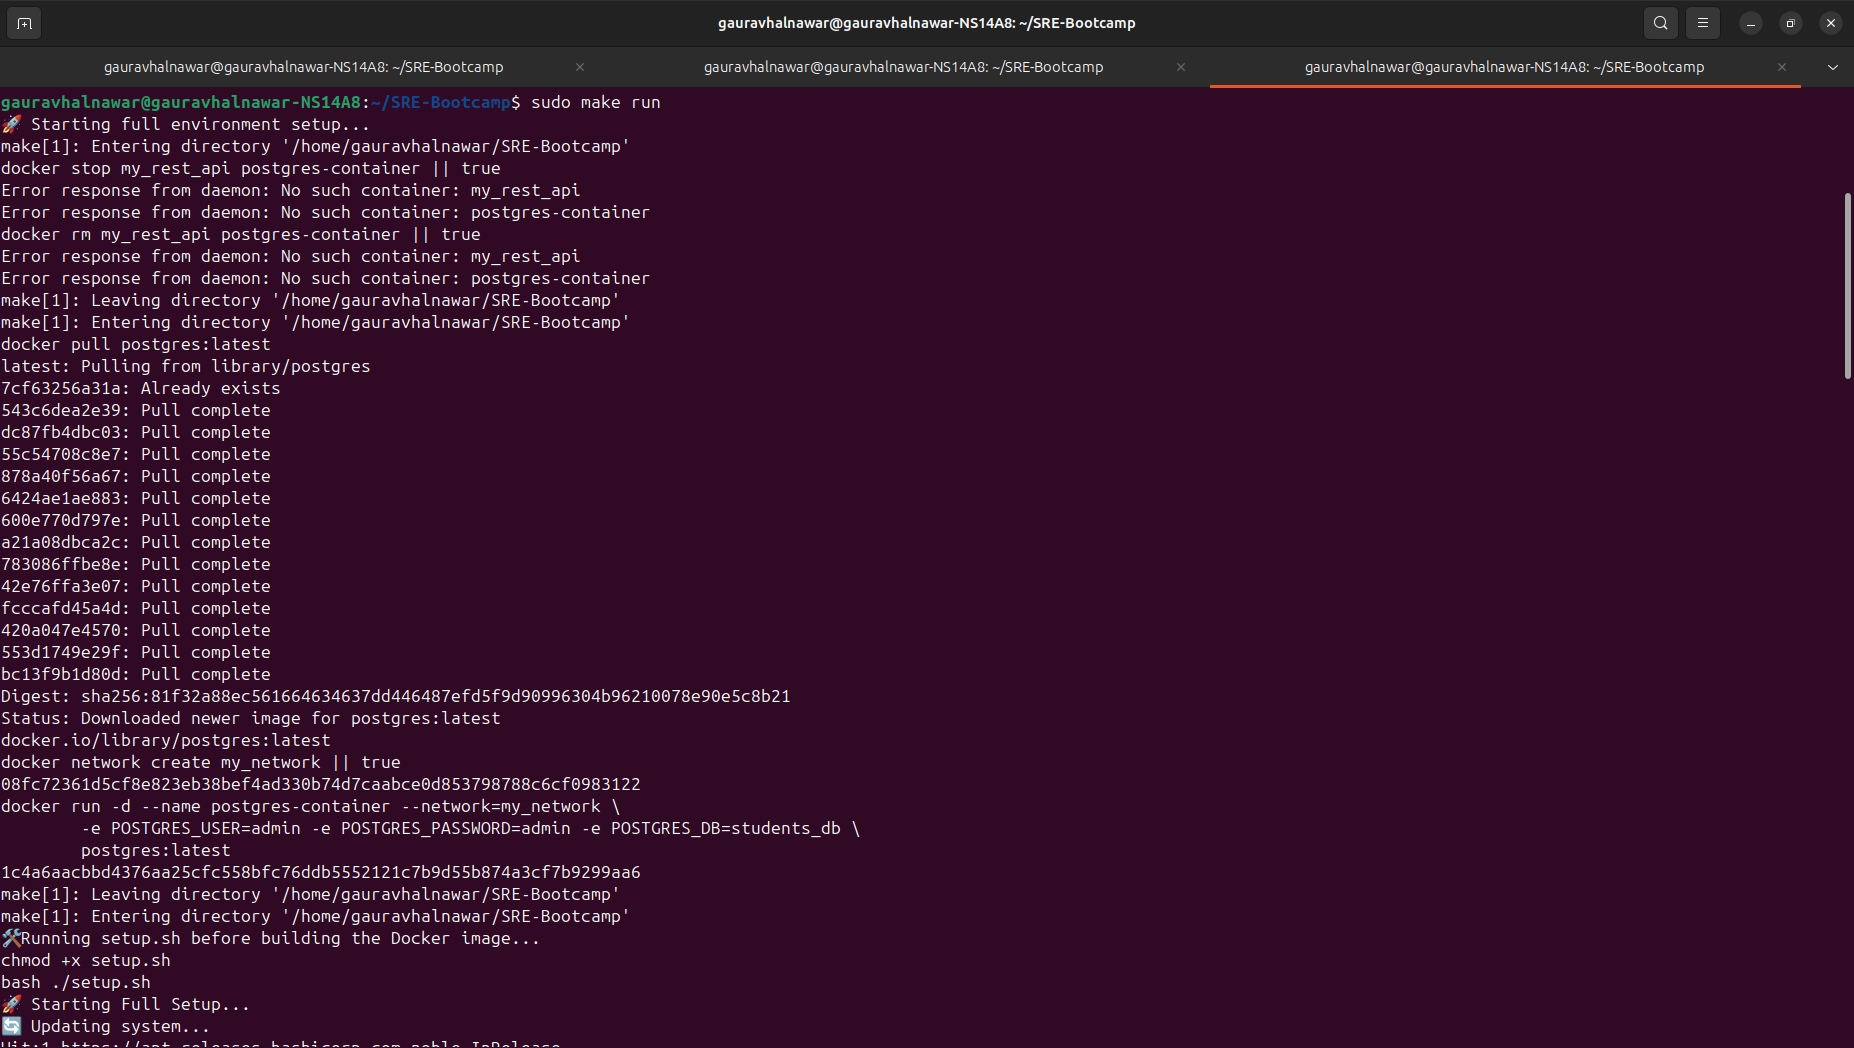 gauravhalnawar@gauravhalnawar-NS14A8: ~/SRE-Bootcamp
gauravhalnawar@gauravhalnawar-NS14A8: ~/SRE-Bootcamp
gauravhalnawar@gauravhalnawar-NS14A8: ~/SRE-Bootcamp
gauravhalnawar@gauravhalnawar-NS14A8: ~/SRE-Bootcamp
gauravhalnawar@gauravhalnawar-NS14A8:~/SRE-Bootcamp$ sudo make run
🚀 Starting full environment setup...
make[1]: Entering directory '/home/gauravhalnawar/SRE-Bootcamp'
docker stop my_rest_api postgres-container || true
Error response from daemon: No such container: my_rest_api
Error response from daemon: No such container: postgres-container
docker rm my_rest_api postgres-container || true
Error response from daemon: No such container: my_rest_api
Error response from daemon: No such container: postgres-container
make[1]: Leaving directory '/home/gauravhalnawar/SRE-Bootcamp'
make[1]: Entering directory '/home/gauravhalnawar/SRE-Bootcamp'
docker pull postgres:latest
latest: Pulling from library/postgres
7cf63256a31a: Already exists
543c6dea2e39: Pull complete
dc87fb4dbc03: Pull complete
55c54708c8e7: Pull complete
878a40f56a67: Pull complete
6424ae1ae883: Pull complete
600e770d797e: Pull complete
a21a08dbca2c: Pull complete
783086ffbe8e: Pull complete
42e76ffa3e07: Pull complete
fcccafd45a4d: Pull complete
420a047e4570: Pull complete
553d1749e29f: Pull complete
bc13f9b1d80d: Pull complete
Digest: sha256:81f32a88ec561664634637dd446487efd5f9d90996304b96210078e90e5c8b21
Status: Downloaded newer image for postgres:latest
docker.io/library/postgres:latest
docker network create my_network || true
08fc72361d5cf8e823eb38bef4ad330b74d7caabce0d853798788c6cf0983122
docker run -d --name postgres-container --network=my_network \
-e POSTGRES_USER=admin -e POSTGRES_PASSWORD=admin -e POSTGRES_DB=students_db \
postgres:latest
1c4a6aacbbd4376aa25cfc558bfc76ddb5552121c7b9d55b874a3cf7b9299aa6
make[1]: Leaving directory '/home/gauravhalnawar/SRE-Bootcamp'
make[1]: Entering directory '/home/gauravhalnawar/SRE-Bootcamp'
🛠️Running setup.sh before building the Docker image...
chmod +x setup.sh
bash ./setup.sh
🚀 Starting Full Setup...
🔄 Updating system...
Hit:1 https://apt.releases.hashicorp.com noble InRelease